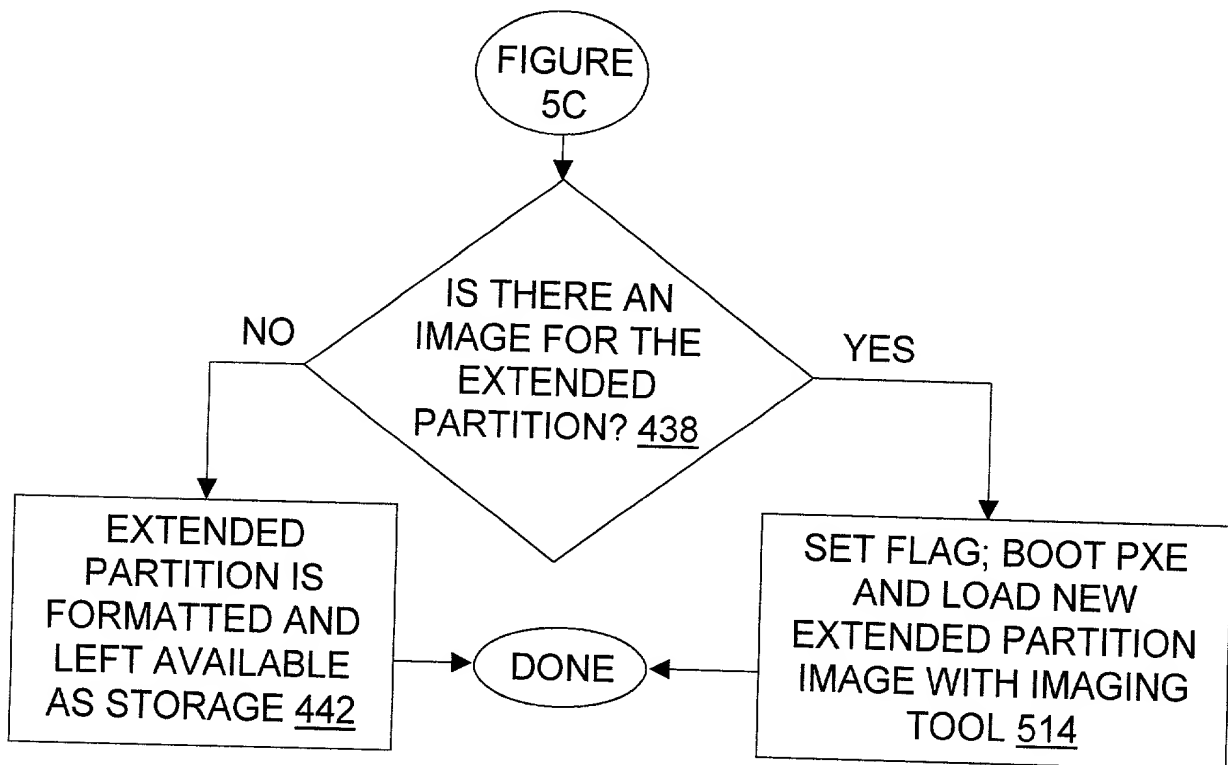 FIGURE
5C
IS THERE AN
IMAGE FOR THE
EXTENDED
PARTITION? 438
NO
YES
EXTENDED
PARTITION IS
FORMATTED AND
LEFT AVAILABLE
AS STORAGE 442
DONE
SET FLAG; BOOT PXE
AND LOAD NEW
EXTENDED PARTITION
IMAGE WITH IMAGING
TOOL 514